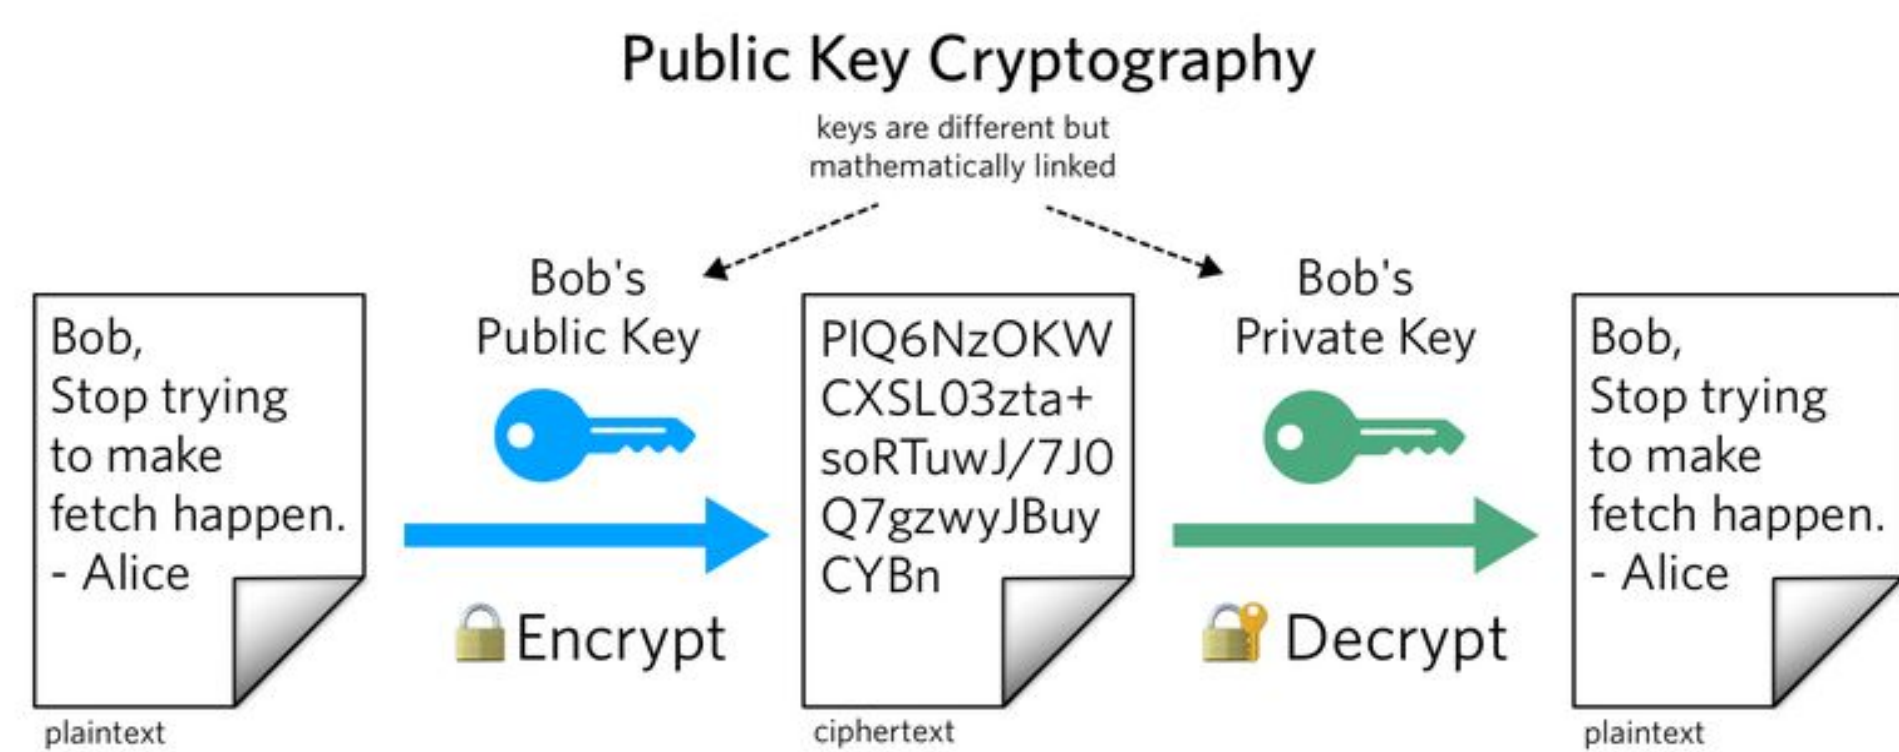 Public Key Cryptography
keys are different but
mathematically linked
Bob,
Stop trying
to make
fetch happen.
- Alice
plaintext
Bob's
Public Key
Encrypt
PlQ6NzOKW
CXSL03zta+
soRTuwJ/7J0
Q7gzwyJBuy
CYBn
ciphertext
Bob's
Private Key
Decrypt
Bob,
Stop trying
to make
fetch happen.
- Alice
plaintext